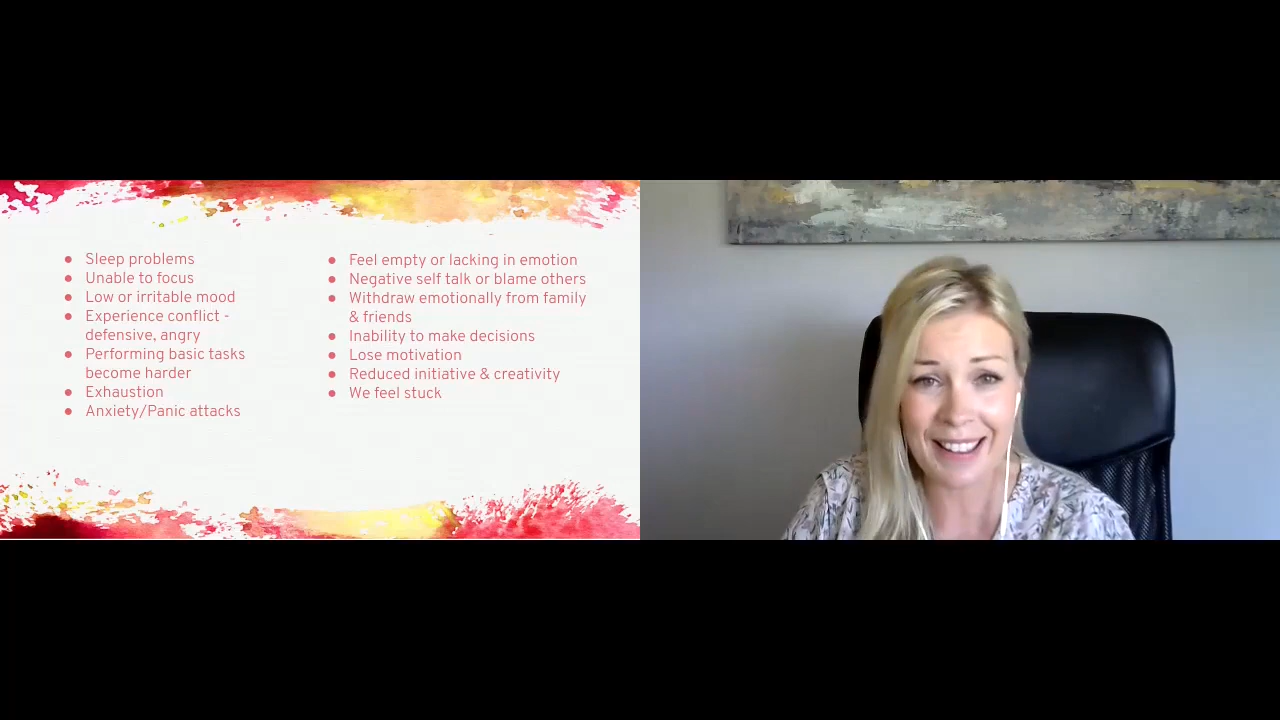 ● Sleep problems
● Unable to focus
● Low or irritable mood
● Experience conflict -
defensive, angry
● Performing basic tasks
become harder
● Exhaustion
● Anxiety/Panic attacks
● Feel empty or lacking in emotion
● Negative self talk or blame others
● Withdraw emotionally from family
& friends
● Inability to make decisions
● Lose motivation
● Reduced initiative & creativity
● We feel stuck